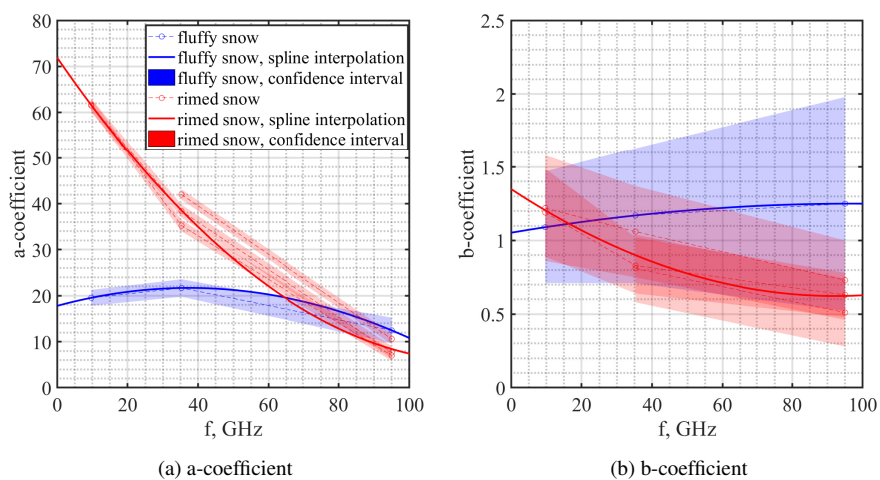 80
70
60
50
40
30
20
10
0
a-coefficient
0 20 40 60 80 100
f, GHz
fluffy snow
fluffy snow, spline interpolation
fluffy snow, confidence interval
rimed snow
rimed snow, spline interpolation
rimed snow, confidence interval
(a) a-coefficient
2.5
2
1.5
1
0.5
0
b-coefficient
0 20 40 60 80 100
f, GHz
(b) b-coefficient